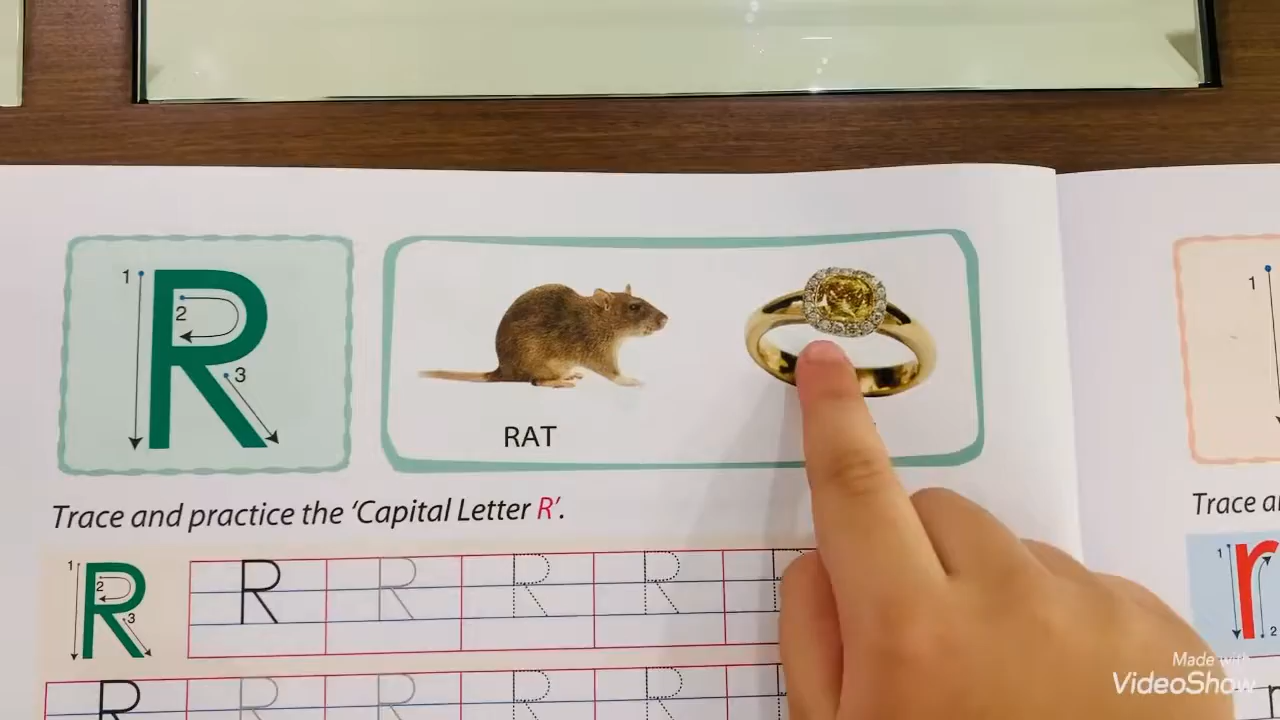 R
1
2
3
RAT
1
Trace and practice the 'Capital Letter R'.
Trace
R
1
2
3
R R R R
r
1
2
R R R R
Made with
VideoShow